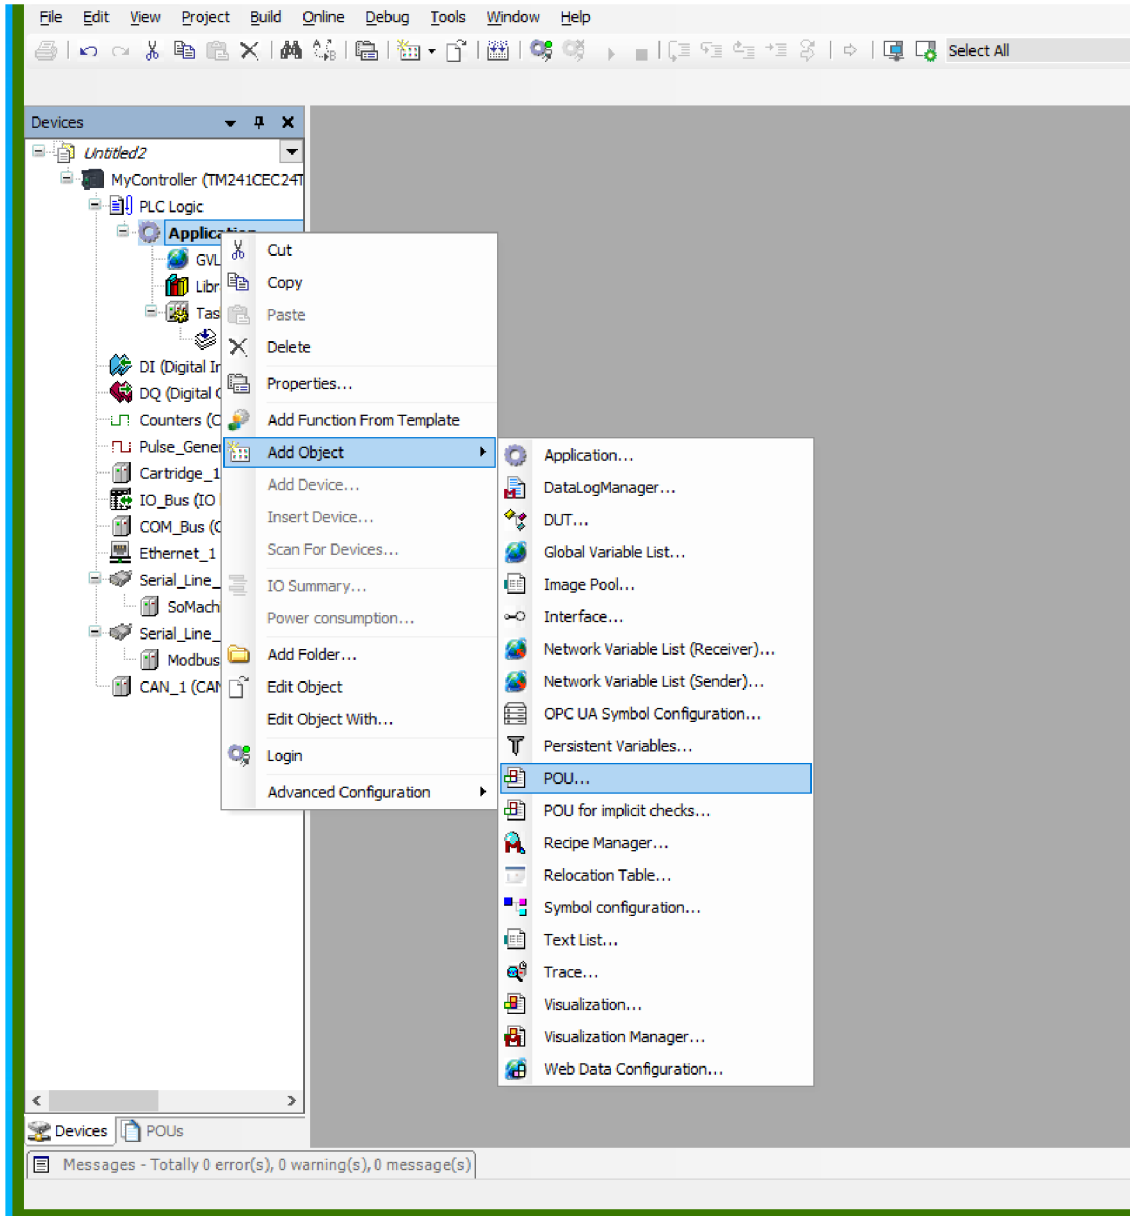 File Edit View Project Build Online Debug Tools Window Help
Select All
Devices
Untitled2
MyController (TM241CEC24T
PLC Logic
Application
GVL
Libr
Tas
DI (Digital In
DQ (Digital
Counters (C
Pulse_Gene
Cartridge_1
IO_Bus (IO
COM_Bus (C
Ethernet_1
Serial_Line_
SoMach
Serial_Line_
Modbus
CAN_1 (CAN
Cut
Copy
Paste
Delete
Properties...
Add Function From Template
Add Object
Add Device...
Insert Device...
Scan For Devices...
IO Summary...
Power consumption...
Add Folder...
Edit Object
Edit Object With...
Login
Advanced Configuration
Application...
DataLogManager...
DUT...
Global Variable List...
Image Pool...
Interface...
Network Variable List (Receiver)...
Network Variable List (Sender)...
OPC UA Symbol Configuration...
Persistent Variables...
POU...
POU for implicit checks...
Recipe Manager...
Relocation Table...
Symbol configuration...
Text List...
Trace...
Visualization...
Visualization Manager...
Web Data Configuration...
Devices POUs
Messages - Totally 0 error(s), 0 warning(s), 0 message(s)